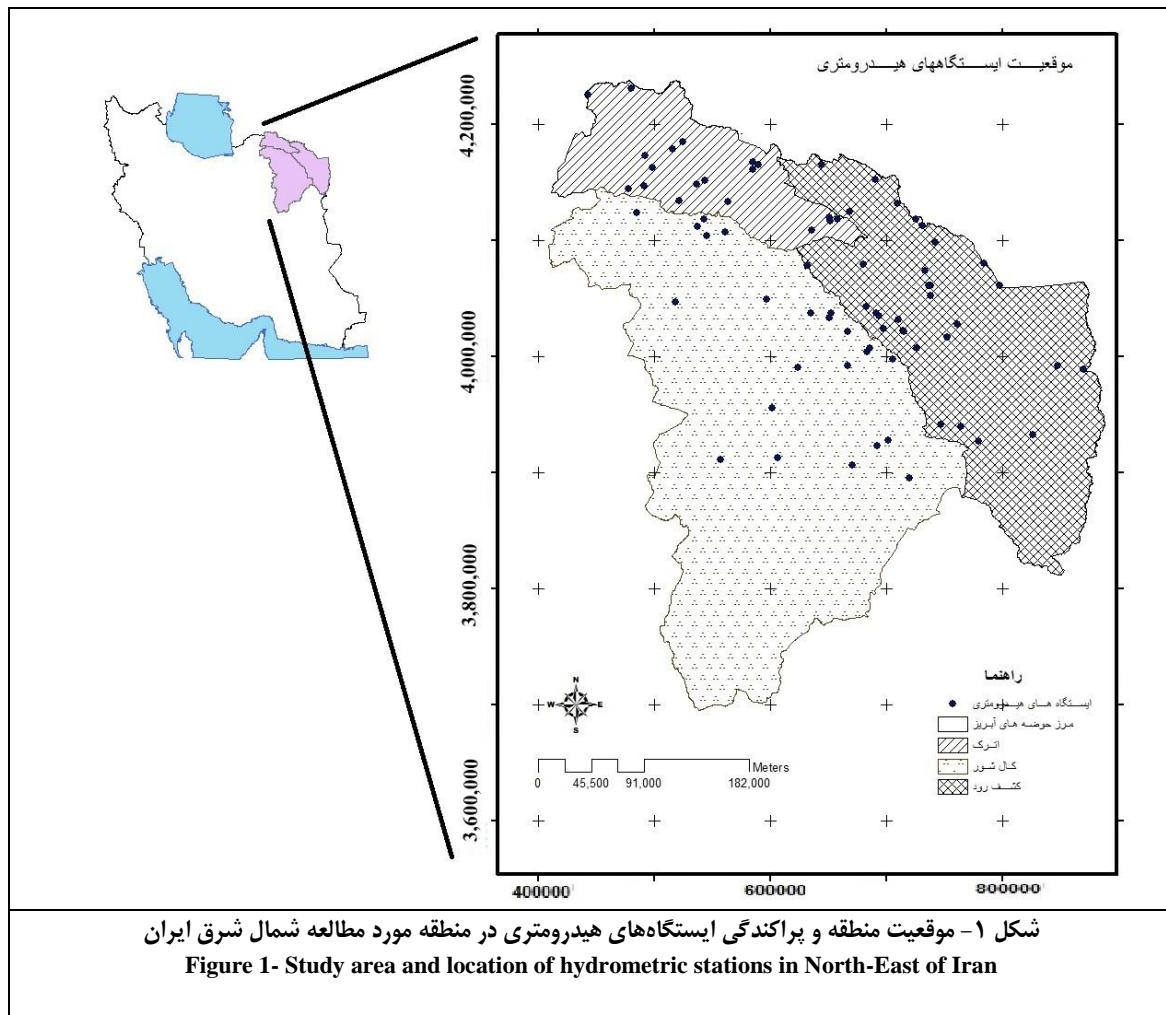 موقعیت ایستگاههای هیدرومتری
4,200,000
4,000,000
3,800,000
3,600,000
N
W E
S
0 45,500 91,000 182,000
Meters
راهنما
ایستگاه های هیدرومتری
مرز حوضه های آبریز
اترک
کال شور
کشف رود
400000 600000 800000
شکل ۱- موقعیت منطقه و پراکندگی ایستگاه‌های هیدرومتری در منطقه مورد مطالعه شمال شرق ایران
Figure 1- Study area and location of hydrometric stations in North-East of Iran